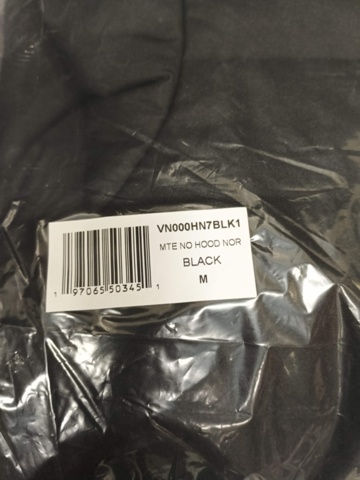 VN000HN7BLK1
MTE NO HOOD NOR
BLACK
M
1 97065 50345 1